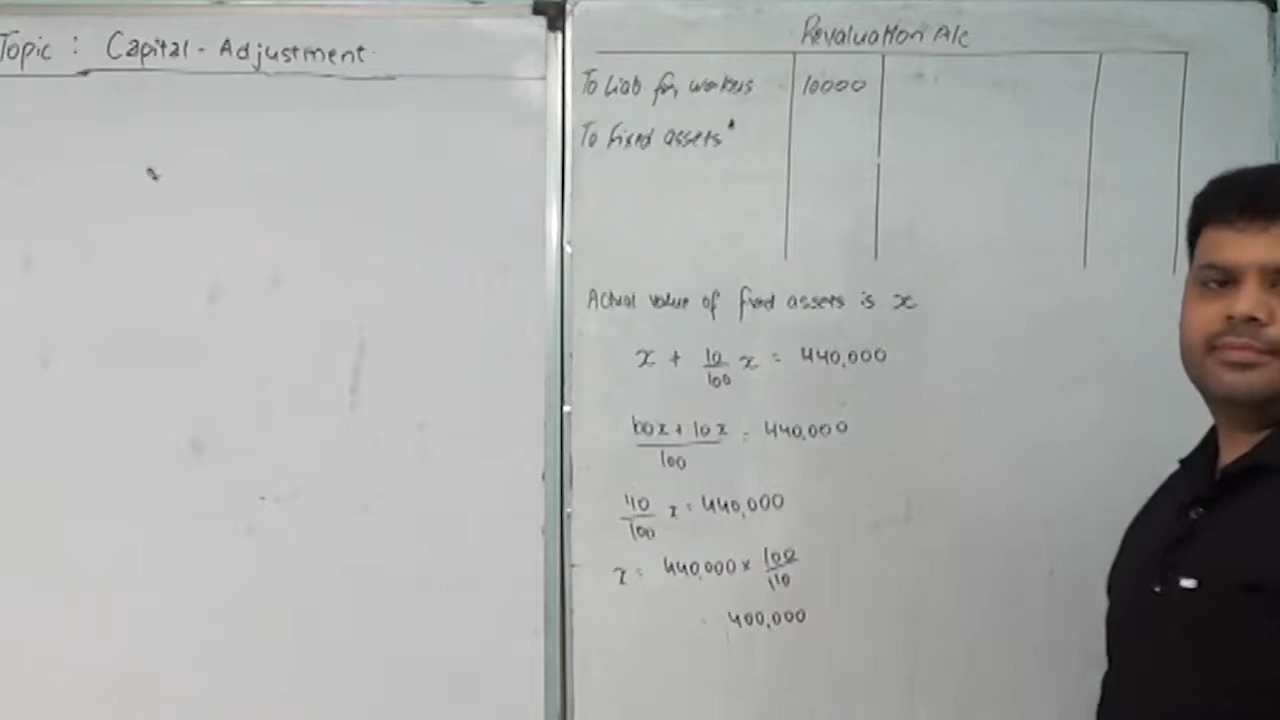 Topic : Capital - Adjustment
Revaluation A/c
To Liab for workers 10000
To Fixed assets
Actual value of fixed assets is x
x + 10/100 x = 440,000
100x + 10x / 100 = 440,000
110/100 x = 440,000
x = 440,000 × 100/110
= 400,000